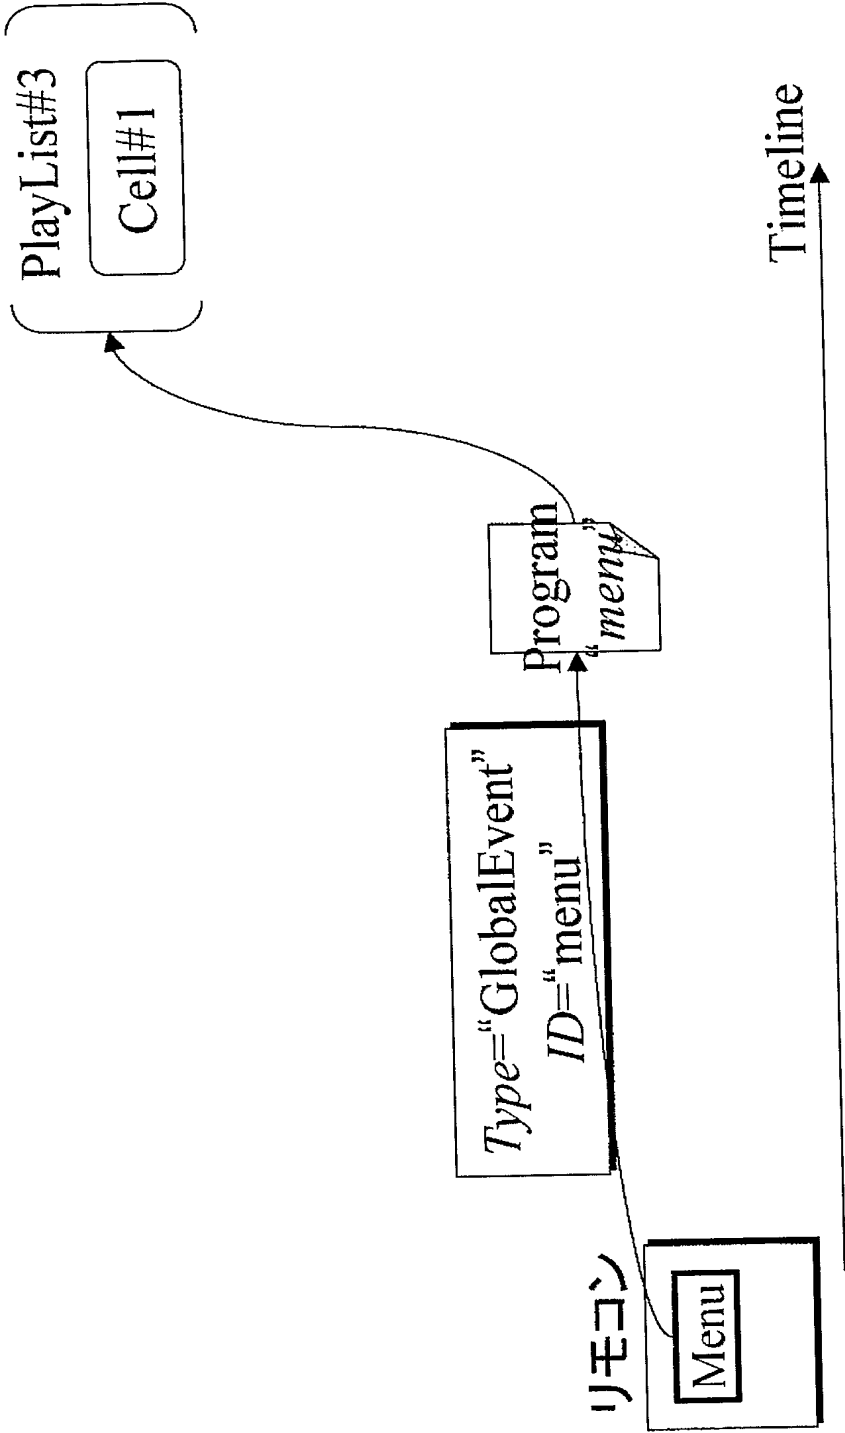 PlayList#3
Cell#1
Type=“GlobalEvent”
ID=“menu”
Program
“menu”
リモコン
Menu
Timeline